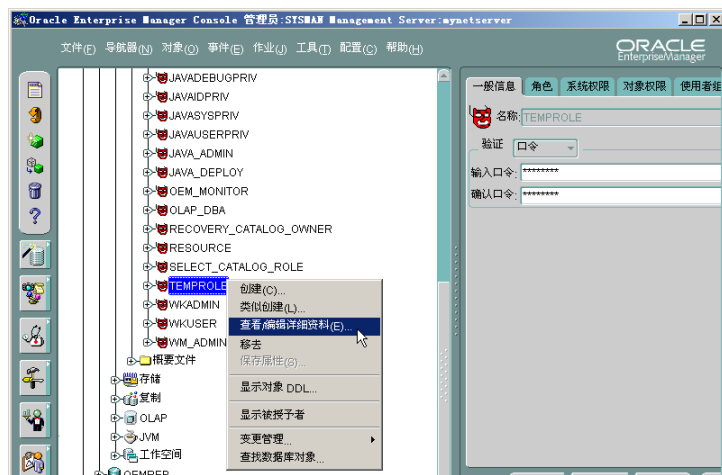 Oracle Enterprise Manager Console 管理员:SYSMAN Management Server:mynetserver
文件(F) 导航器(N) 对象(O) 事件(E) 作业(J) 工具(T) 配置(C) 帮助(H)
ORACLE
EnterpriseManager
JAVADEBUGPRIV
JAVAIDPRIV
JAVASYSPRIV
JAVAUSERPRIV
JAVA_ADMIN
JAVA_DEPLOY
OEM_MONITOR
OLAP_DBA
RECOVERY_CATALOG_OWNER
RESOURCE
SELECT_CATALOG_ROLE
TEMPROLE
WKADMIN
WKUSER
WM_ADMIN
概要文件
存储
复制
OLAP
JVM
工作空间
OEMREP
创建(C)...
类似创建(L)...
查看/编辑详细资料(E)...
移去
保存属性(S)...
显示对象 DDL...
显示被授予者
变更管理
查找数据库对象...
一般信息 角色 系统权限 对象权限 使用者组
名称: TEMPROLE
验证 口令
输入口令: ********
确认口令: ********